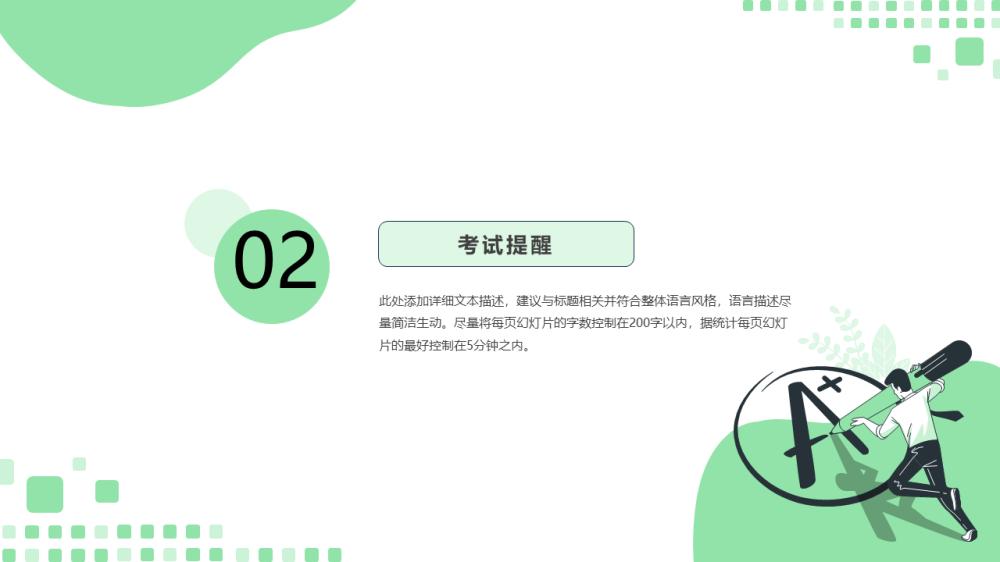 02
考试提醒
此处添加详细文本描述，建议与标题相关并符合整体语言风格，语言描述尽
量简洁生动。尽量将每页幻灯片的字数控制在200字以内，据统计每页幻灯
片的最好控制在5分钟之内。
A+